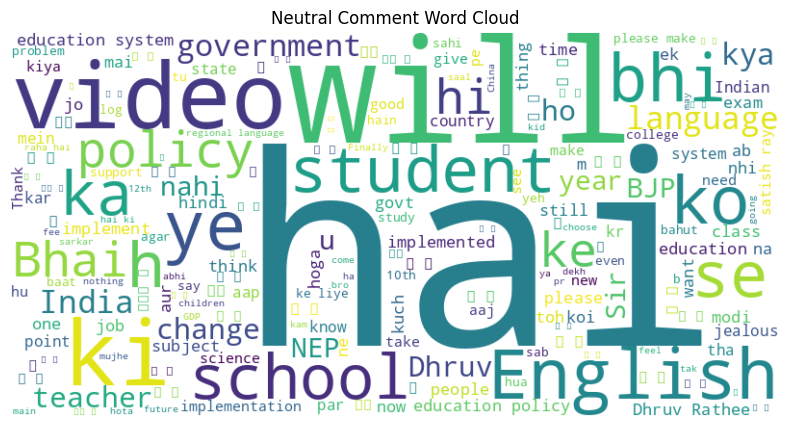 Neutral Comment Word Cloud
education system government state give please make sahi pe thing time ek kya
problem mai kiya tu good
video will hi bhi Indian
jo log hain saal China country ho exam
mein regional language kid may language college
raha hai Finally
Thank support policy student see make m system ab nhi
12th ka nahi year BJP need satish ray
kar hindi govt yeh still ko
hai ki implement ye study choose kr bahut going
fee agar think u implemented ke class
sarkar Bhaih hoga come 10th hai even education na
baat abhi ha ya dekh want se
hu India nothing say aap ke liye bro aaj pr new b
children please Sir
one job aur change GDP know kuch toh koi modi
point subject kam ne take tha jealous
ki science NEP sab feel
mujhe school Dhruv people hua English tak
teacher
main hota future implementation par now education policy Dhruv Rathee